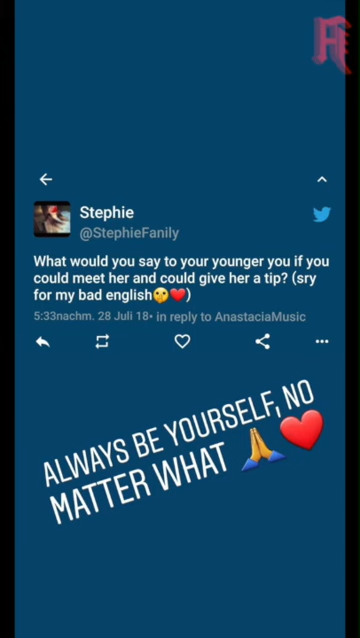 Stephie
@StephieFanily
What would you say to your younger you if you
could meet her and could give her a tip? (sry
for my bad english🤫❤️)
5:33nachm. 28 Juli 18• in reply to AnastaciaMusic
ALWAYS BE YOURSELF, NO
MATTER WHAT 🙏❤️